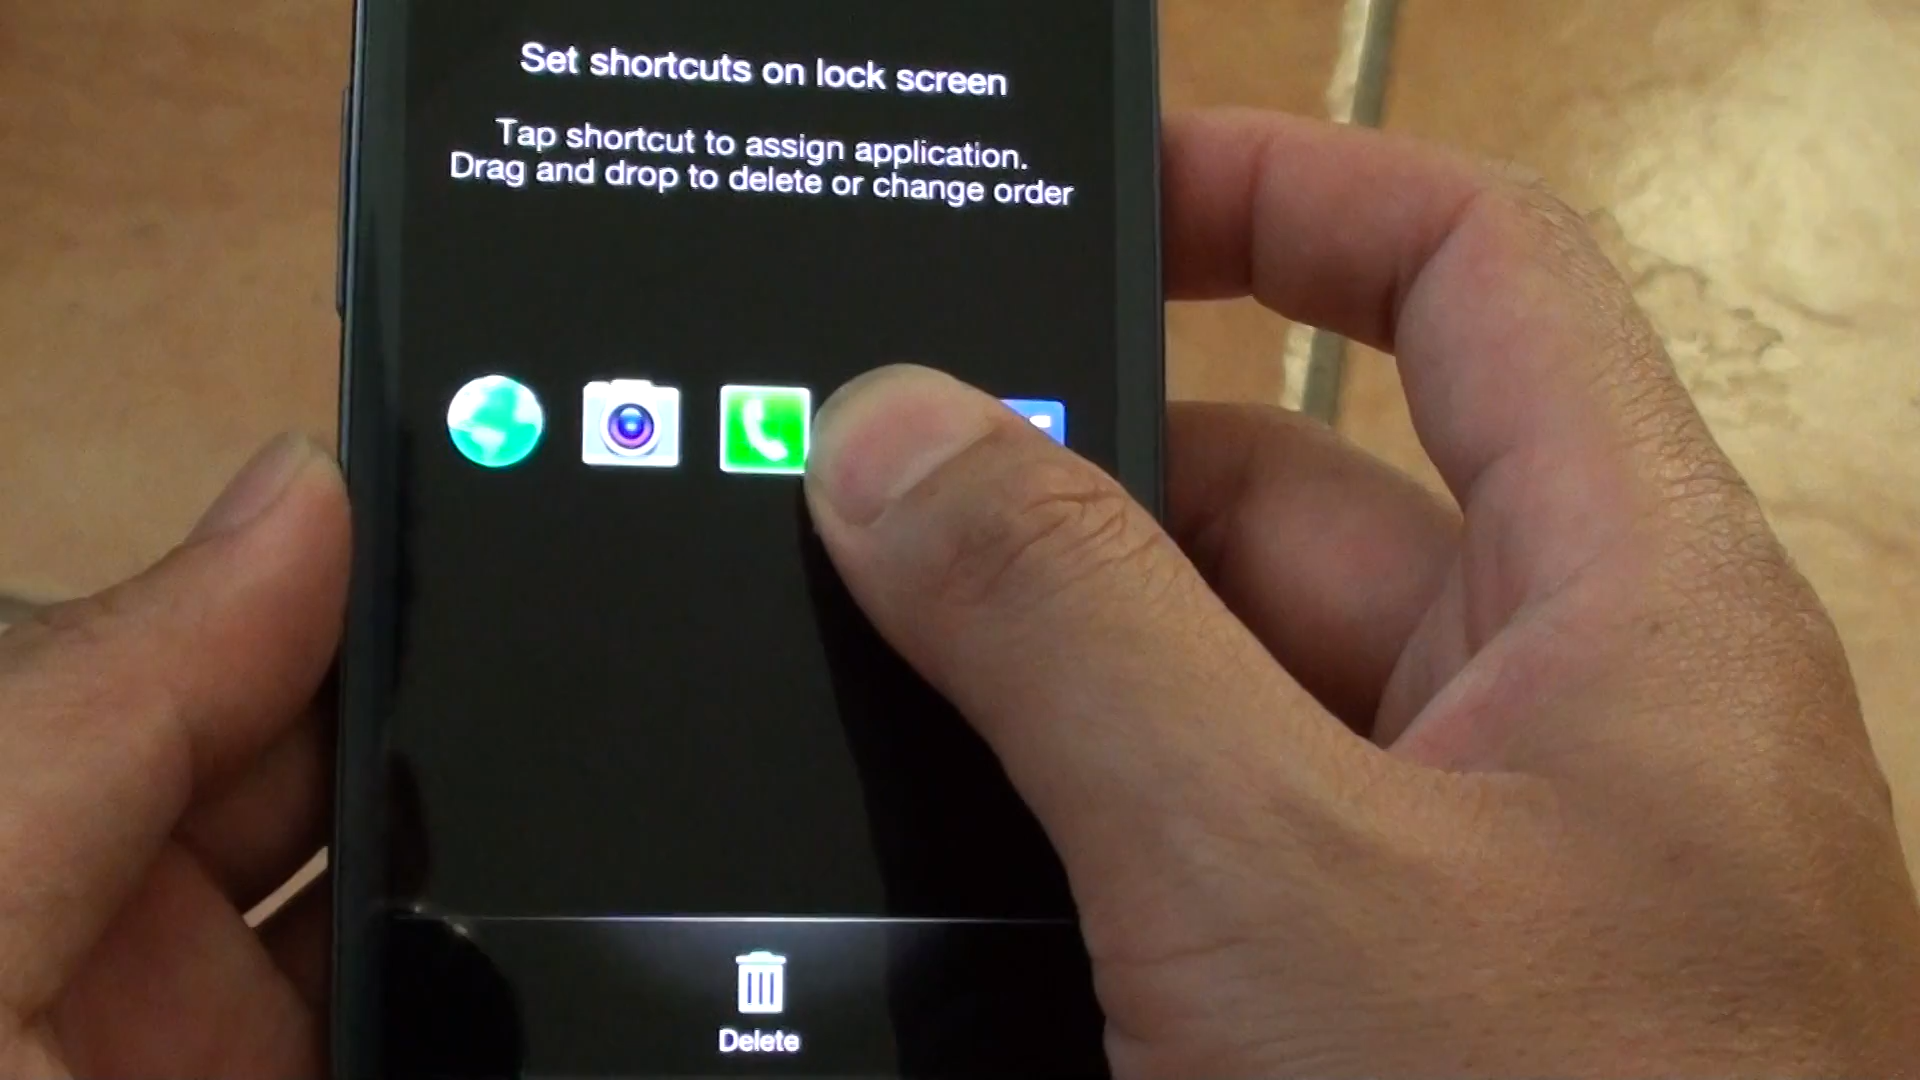 Set shortcuts on lock screen
Tap shortcut to assign application.
Drag and drop to delete or change order
Delete